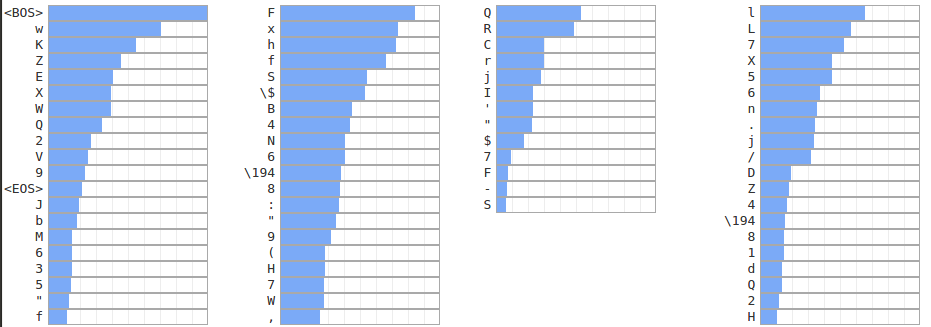 <BOS> F Q l
w x R L
K h C 7
Z f r X
E S j 5
X \$ I 6
W B ' n
Q 4 " .
2 N $ j
V 6 7 /
9 \194 F D
<EOS> 8 - Z
J : S 4
b " \194
M 9 8
6 ( 1
3 H d
5 7 Q
" W 2
f , H